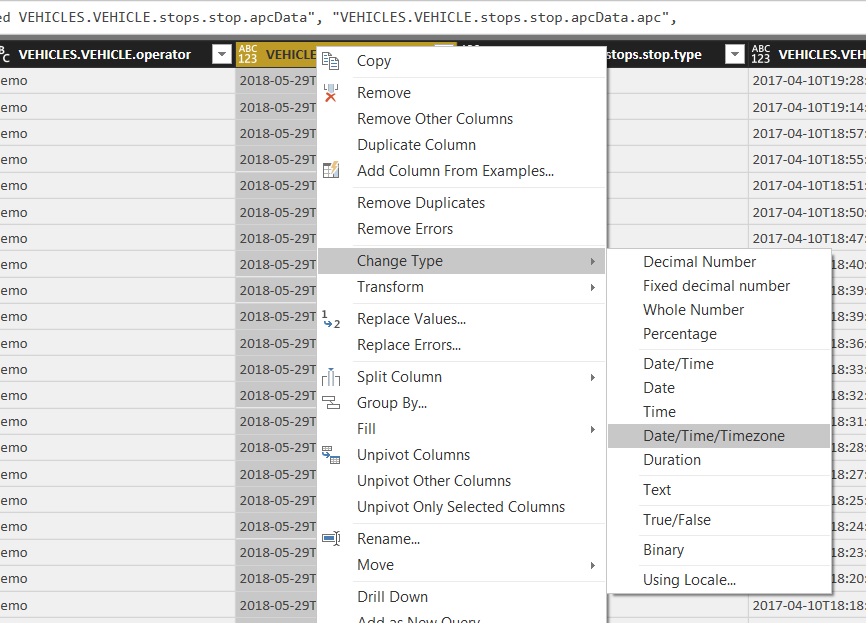 ed VEHICLES.VEHICLE.stops.stop.apcData", "VEHICLES.VEHICLE.stops.stop.apcData.apc",
VEHICLES.VEHICLE.operator ABC 123 VEHICLE stops.stop.type ABC 123 VEHICLES.VEH
emo 2018-05-29T 2017-04-10T19:28:
emo 2018-05-29T 2017-04-10T19:14:
emo 2018-05-29T 2017-04-10T18:57:
emo 2018-05-29T 2017-04-10T18:55:
emo 2018-05-29T 2017-04-10T18:51:
emo 2018-05-29T 2017-04-10T18:50:
emo 2018-05-29T 2017-04-10T18:47:
emo 2018-05-29T 18:40:
emo 2018-05-29T 18:39:
emo 2018-05-29T 18:39:
emo 2018-05-29T 18:36:
emo 2018-05-29T 18:33:
emo 2018-05-29T 18:32:
emo 2018-05-29T 18:31:
emo 2018-05-29T 18:28:
emo 2018-05-29T 18:27:
emo 2018-05-29T 18:25:
emo 2018-05-29T 18:24:
emo 2018-05-29T 18:23:
emo 2018-05-29T 18:20:
emo 2018-05-29T 2017-04-10T18:18:
Copy
Remove
Remove Other Columns
Duplicate Column
Add Column From Examples...
Remove Duplicates
Remove Errors
Change Type
Transform
Replace Values...
Replace Errors...
Split Column
Group By...
Fill
Unpivot Columns
Unpivot Other Columns
Unpivot Only Selected Columns
Rename...
Move
Drill Down
Add as New Query
Decimal Number
Fixed decimal number
Whole Number
Percentage
Date/Time
Date
Time
Date/Time/Timezone
Duration
Text
True/False
Binary
Using Locale...